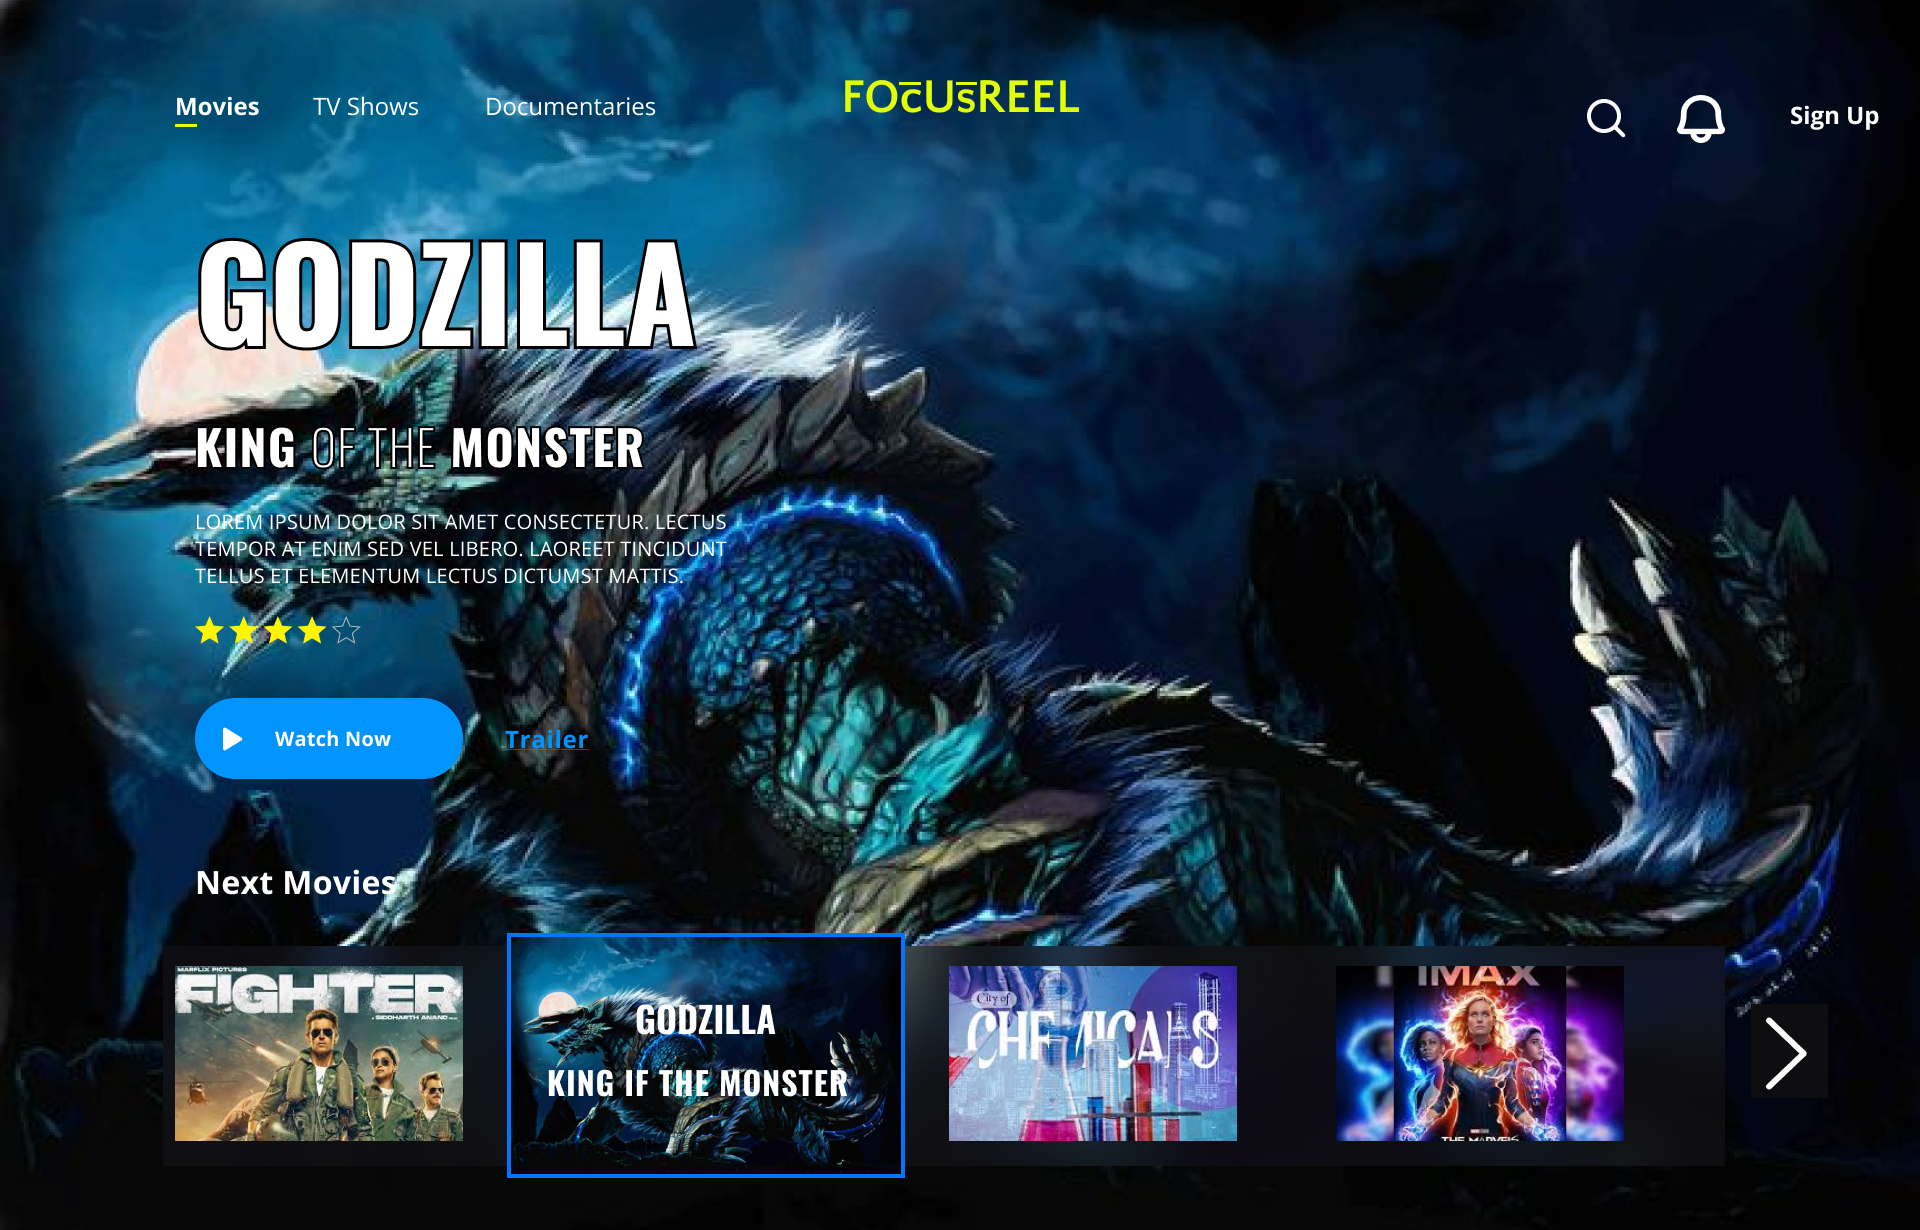 Movies TV Shows Documentaries FOCUSREEL Sign Up
GODZILLA
KING OF THE MONSTER
LOREM IPSUM DOLOR SIT AMET CONSECTETUR. LECTUS
TEMPOR AT ENIM SED VEL LIBERO. LAOREET TINCIDUNT
TELLUS ET ELEMENTUM LECTUS DICTUMST MATTIS.
Watch Now Trailer
Next Movies
MARFLIX PICTURES
FIGHTER
A SIDDHARTH ANAND
GODZILLA
KING IF THE MONSTER
City of
CHEMICALS
IMAX
THE MARVELS